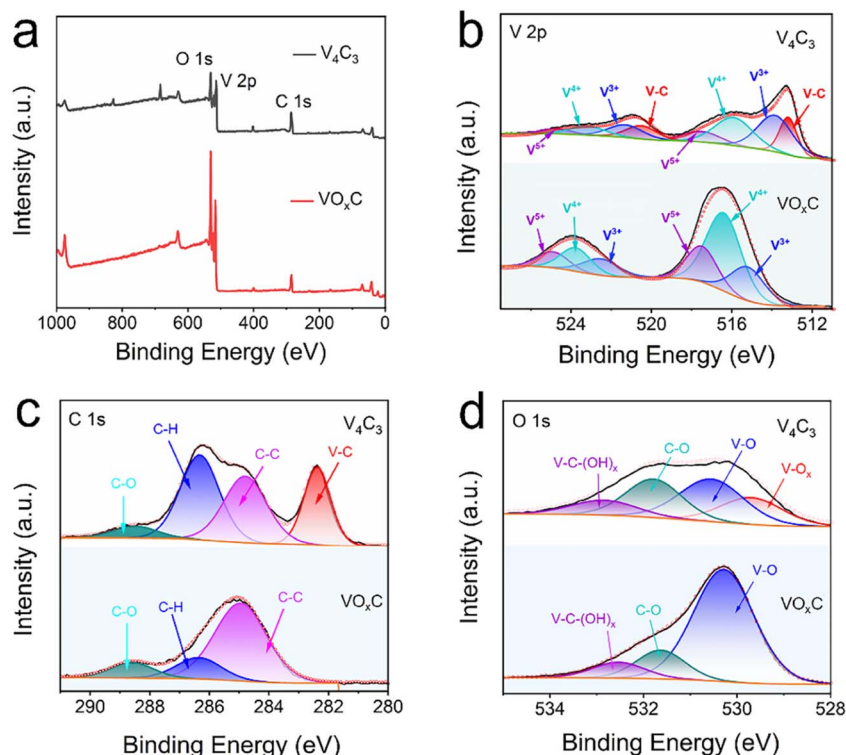 a
V₄C₃
O 1s
V 2p
C 1s
VOₓC
Intensity (a.u.)
1000 800 600 400 200 0
Binding Energy (eV)
b
V 2p
V₄C₃
V⁵⁺
V⁴⁺
V³⁺
V-C
V⁵⁺
V⁴⁺
V³⁺
V-C
VOₓC
V⁵⁺
V⁴⁺
V³⁺
V⁵⁺
V⁴⁺
V³⁺
Intensity (a.u.)
524 520 516 512
Binding Energy (eV)
c
C 1s
V₄C₃
C-O
C-H
C-C
V-C
VOₓC
C-O
C-H
C-C
Intensity (a.u.)
290 288 286 284 282 280
Binding Energy (eV)
d
O 1s
V₄C₃
V-C-(OH)ₓ
C-O
V-O
V-Oₓ
VOₓC
V-C-(OH)ₓ
C-O
V-O
Intensity (a.u.)
534 532 530 528
Binding Energy (eV)